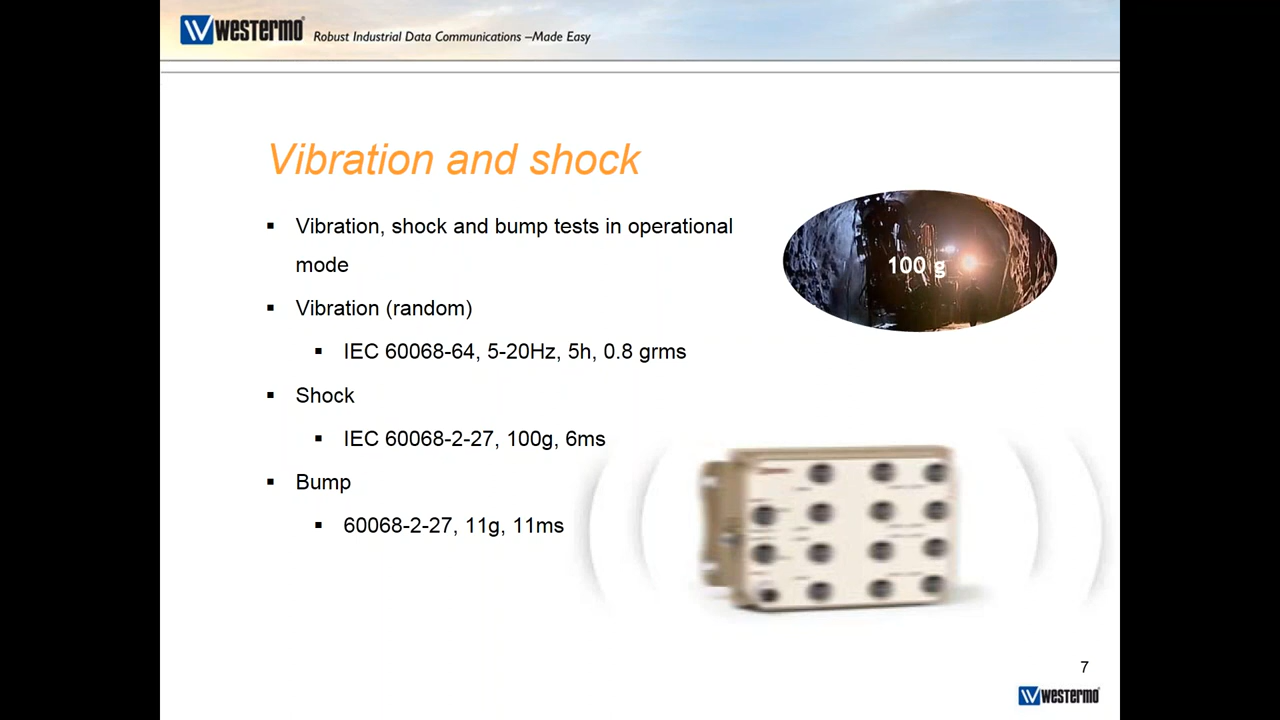 westermo
Robust Industrial Data Communications –Made Easy
Vibration and shock
▪ Vibration, shock and bump tests in operational
mode
▪ Vibration (random)
▪ IEC 60068-64, 5-20Hz, 5h, 0.8 grms
▪ Shock
▪ IEC 60068-2-27, 100g, 6ms
▪ Bump
▪ 60068-2-27, 11g, 11ms
100 g
7
westermo